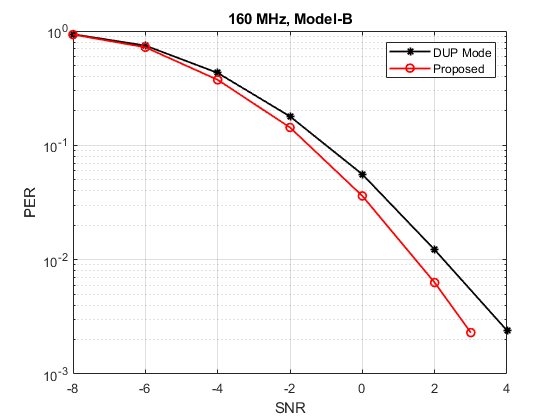 160 MHz, Model-B
DUP Mode
Proposed
10^0
10^-1
10^-2
10^-3
PER
-8 -6 -4 -2 0 2 4
SNR